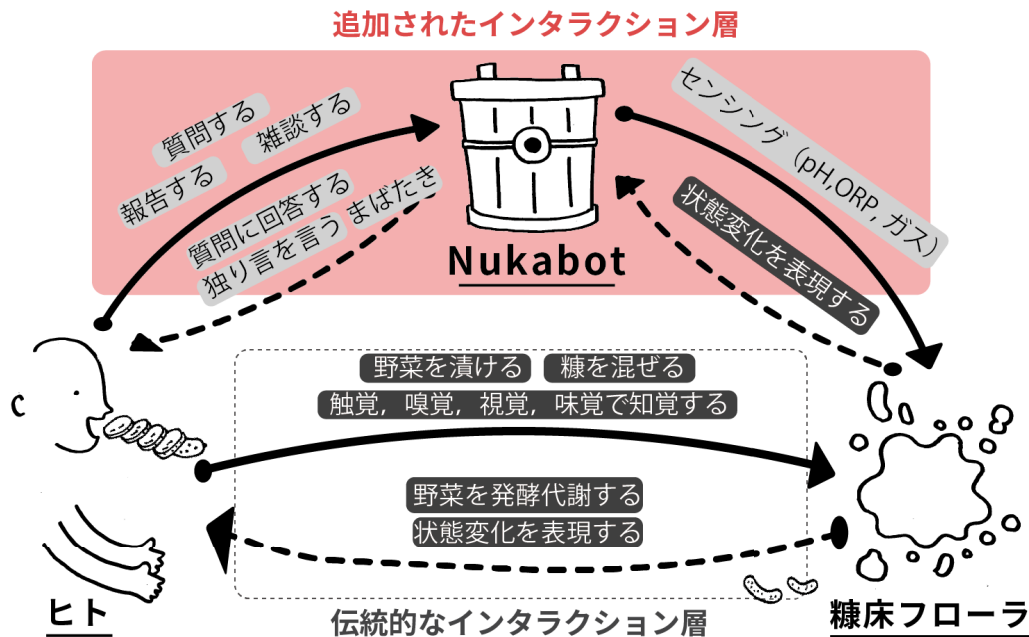 追加されたインタラクション層
質問する
雑談する
報告する
質問に回答する
独り言を言う
まばたき
Nukabot
センシング（pH,ORP, ガス）
状態変化を表現する
野菜を漬ける
糠を混ぜる
触覚，嗅覚，視覚，味覚で知覚する
野菜を発酵代謝する
状態変化を表現する
ヒト
伝統的なインタラクション層
糠床フローラ